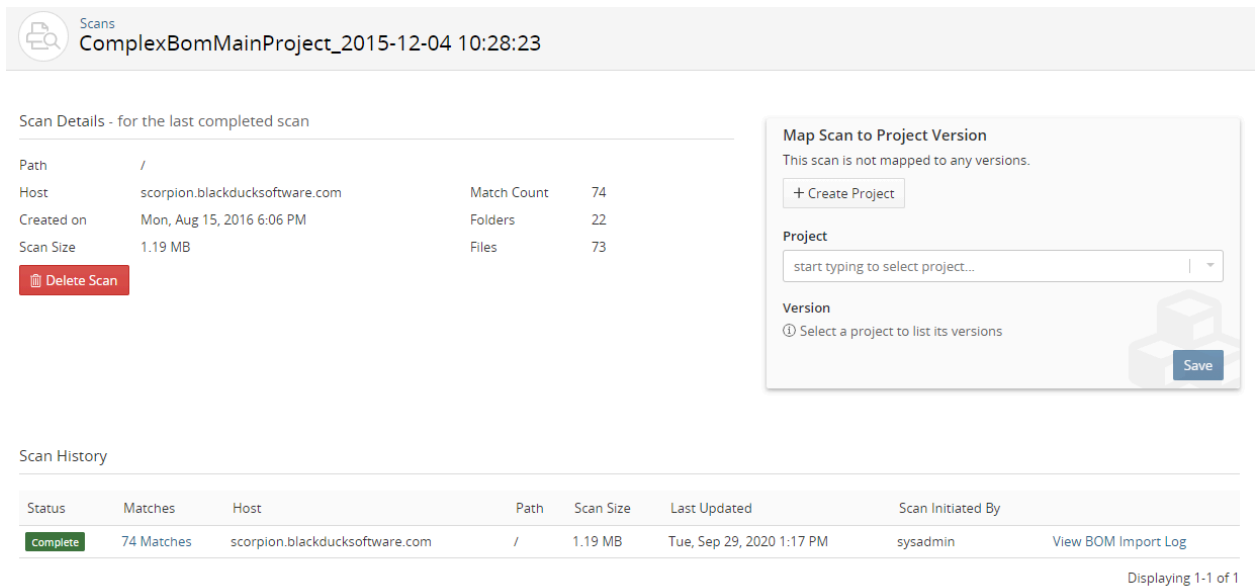 Scans
ComplexBomMainProject_2015-12-04 10:28:23
Scan Details - for the last completed scan
Path /
Host scorpion.blackducksoftware.com Match Count 74
Created on Mon, Aug 15, 2016 6:06 PM Folders 22
Scan Size 1.19 MB Files 73
Delete Scan
Map Scan to Project Version
This scan is not mapped to any versions.
+ Create Project
Project
start typing to select project...
Version
Select a project to list its versions
Save
Scan History
Status Matches Host Path Scan Size Last Updated Scan Initiated By
Complete 74 Matches scorpion.blackducksoftware.com / 1.19 MB Tue, Sep 29, 2020 1:17 PM sysadmin View BOM Import Log
Displaying 1-1 of 1